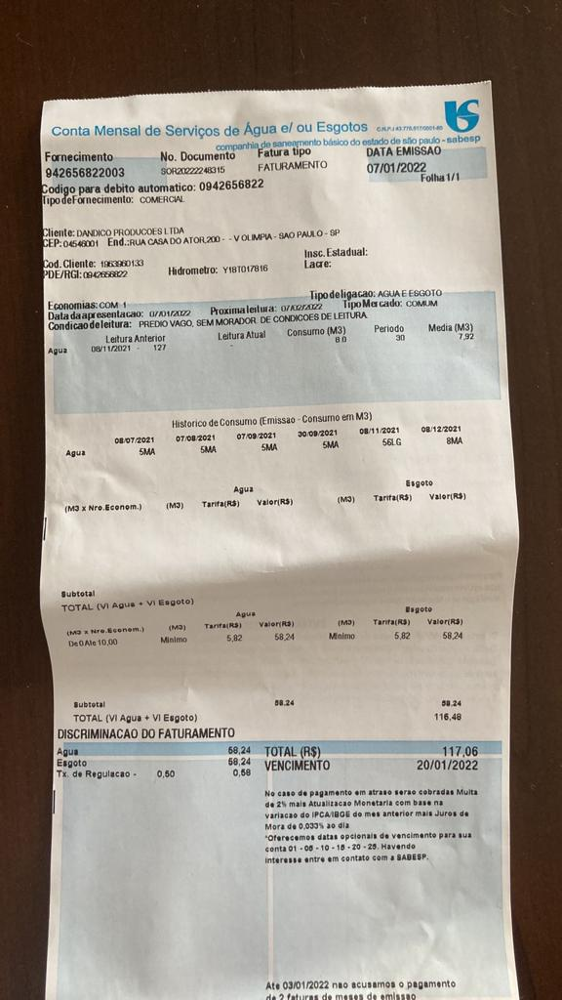 Conta Mensal de Serviços de Água e/ ou Esgotos C.N.P.J 43.776.517/0001-80
companhia de saneamento básico do estado de são paulo - sabesp
Fornecimento No. Documento Fatura tipo DATA EMISSAO
942656822003 SOR20222248315 FATURAMENTO 07/01/2022
Folha 1/1
Codigo para debito automatico: 0942656822
Tipo de Fornecimento: COMERCIAL
Cliente: DANDICO PRODUCOES LTDA
CEP: 04546001 End.: RUA CASA DO ATOR, 200 - - V OLIMPIA - SAO PAULO - SP
Cod. Cliente: 1963960133 Insc. Estadual:
PDE/RGI: 0942656822 Hidrometro: Y18T017816 Lacre:
Economias: COM 1 Tipo de ligacao: AGUA E ESGOTO
Data da apresentacao: 07/01/2022 Proxima leitura: 07/02/2022 Tipo Mercado: COMUM
Condicao de leitura: PREDIO VAGO, SEM MORADOR. DE CONDICOES DE LEITURA.
Leitura Anterior Leitura Atual Consumo (M3) Periodo Media (M3)
Agua 08/11/2021 - 127 - 8.0 30 7,92
Historico de Consumo (Emissao - Consumo em M3)
08/07/2021 07/08/2021 07/09/2021 30/09/2021 08/11/2021 08/12/2021
Agua 5MA 5MA 5MA 5MA 56LG 8MA
Agua Esgoto
(M3 x Nro.Econom.) (M3) Tarifa(R$) Valor(R$) (M3) Tarifa(R$) Valor(R$)
Subtotal
TOTAL (Vl Agua + Vl Esgoto)
Agua Esgoto
(M3 x Nro.Econom.) (M3) Tarifa(R$) Valor(R$) (M3) Tarifa(R$) Valor(R$)
De 0 Ate 10,00 Minimo 5,82 58,24 Minimo 5,82 58,24
Subtotal 58,24 58,24
TOTAL (Vl Agua + Vl Esgoto) 116,48
DISCRIMINACAO DO FATURAMENTO
Agua 58,24 TOTAL (R$) 117,06
Esgoto 58,24 VENCIMENTO 20/01/2022
Tx. de Regulacao - 0,50 0,58
No caso de pagamento em atraso serao cobradas Multa
de 2% mais Atualizacao Monetaria com base na
variacao do IPCA/IBGE do mes anterior mais Juros de
Mora de 0,033% ao dia
*Oferecemos datas opcionais de vencimento para sua
conta 01 - 05 - 10 - 15 - 20 - 25. Havendo
interesse entre em contato com a SABESP.
Ate 03/01/2022 nao acusamos o pagamento
de 2 faturas de meses de emissao